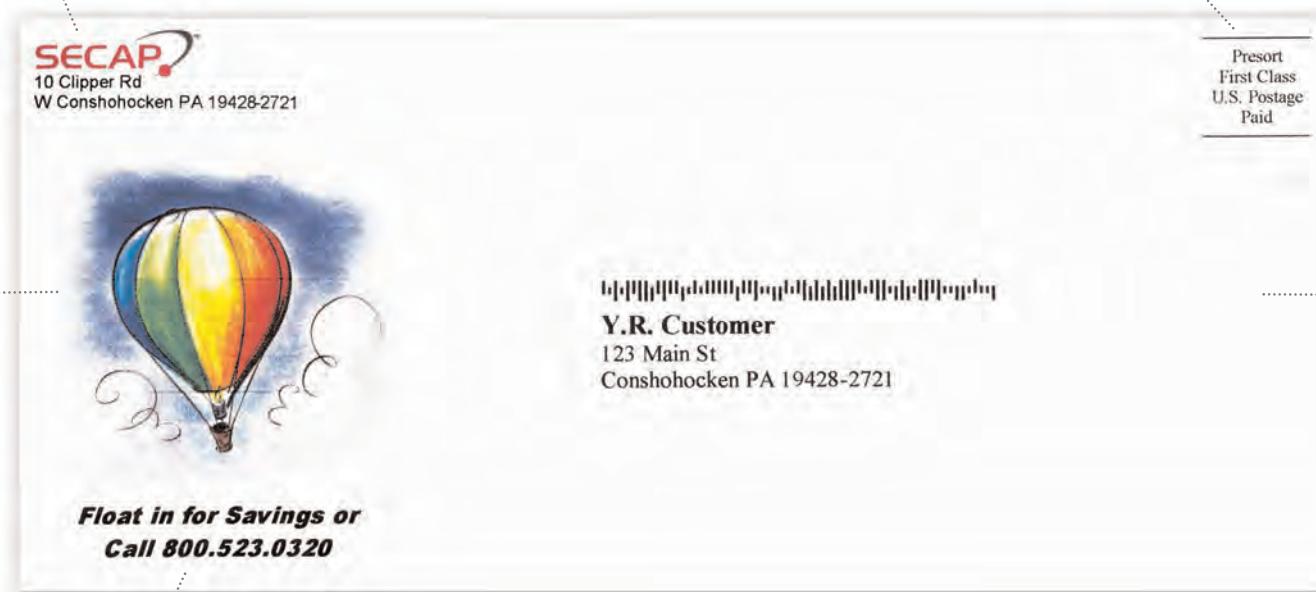 SECAP
10 Clipper Rd
W Conshohocken PA 19428-2721
Presort
First Class
U.S. Postage
Paid
Y.R. Customer
123 Main St
Conshohocken PA 19428-2721
Float in for Savings or
Call 800.523.0320